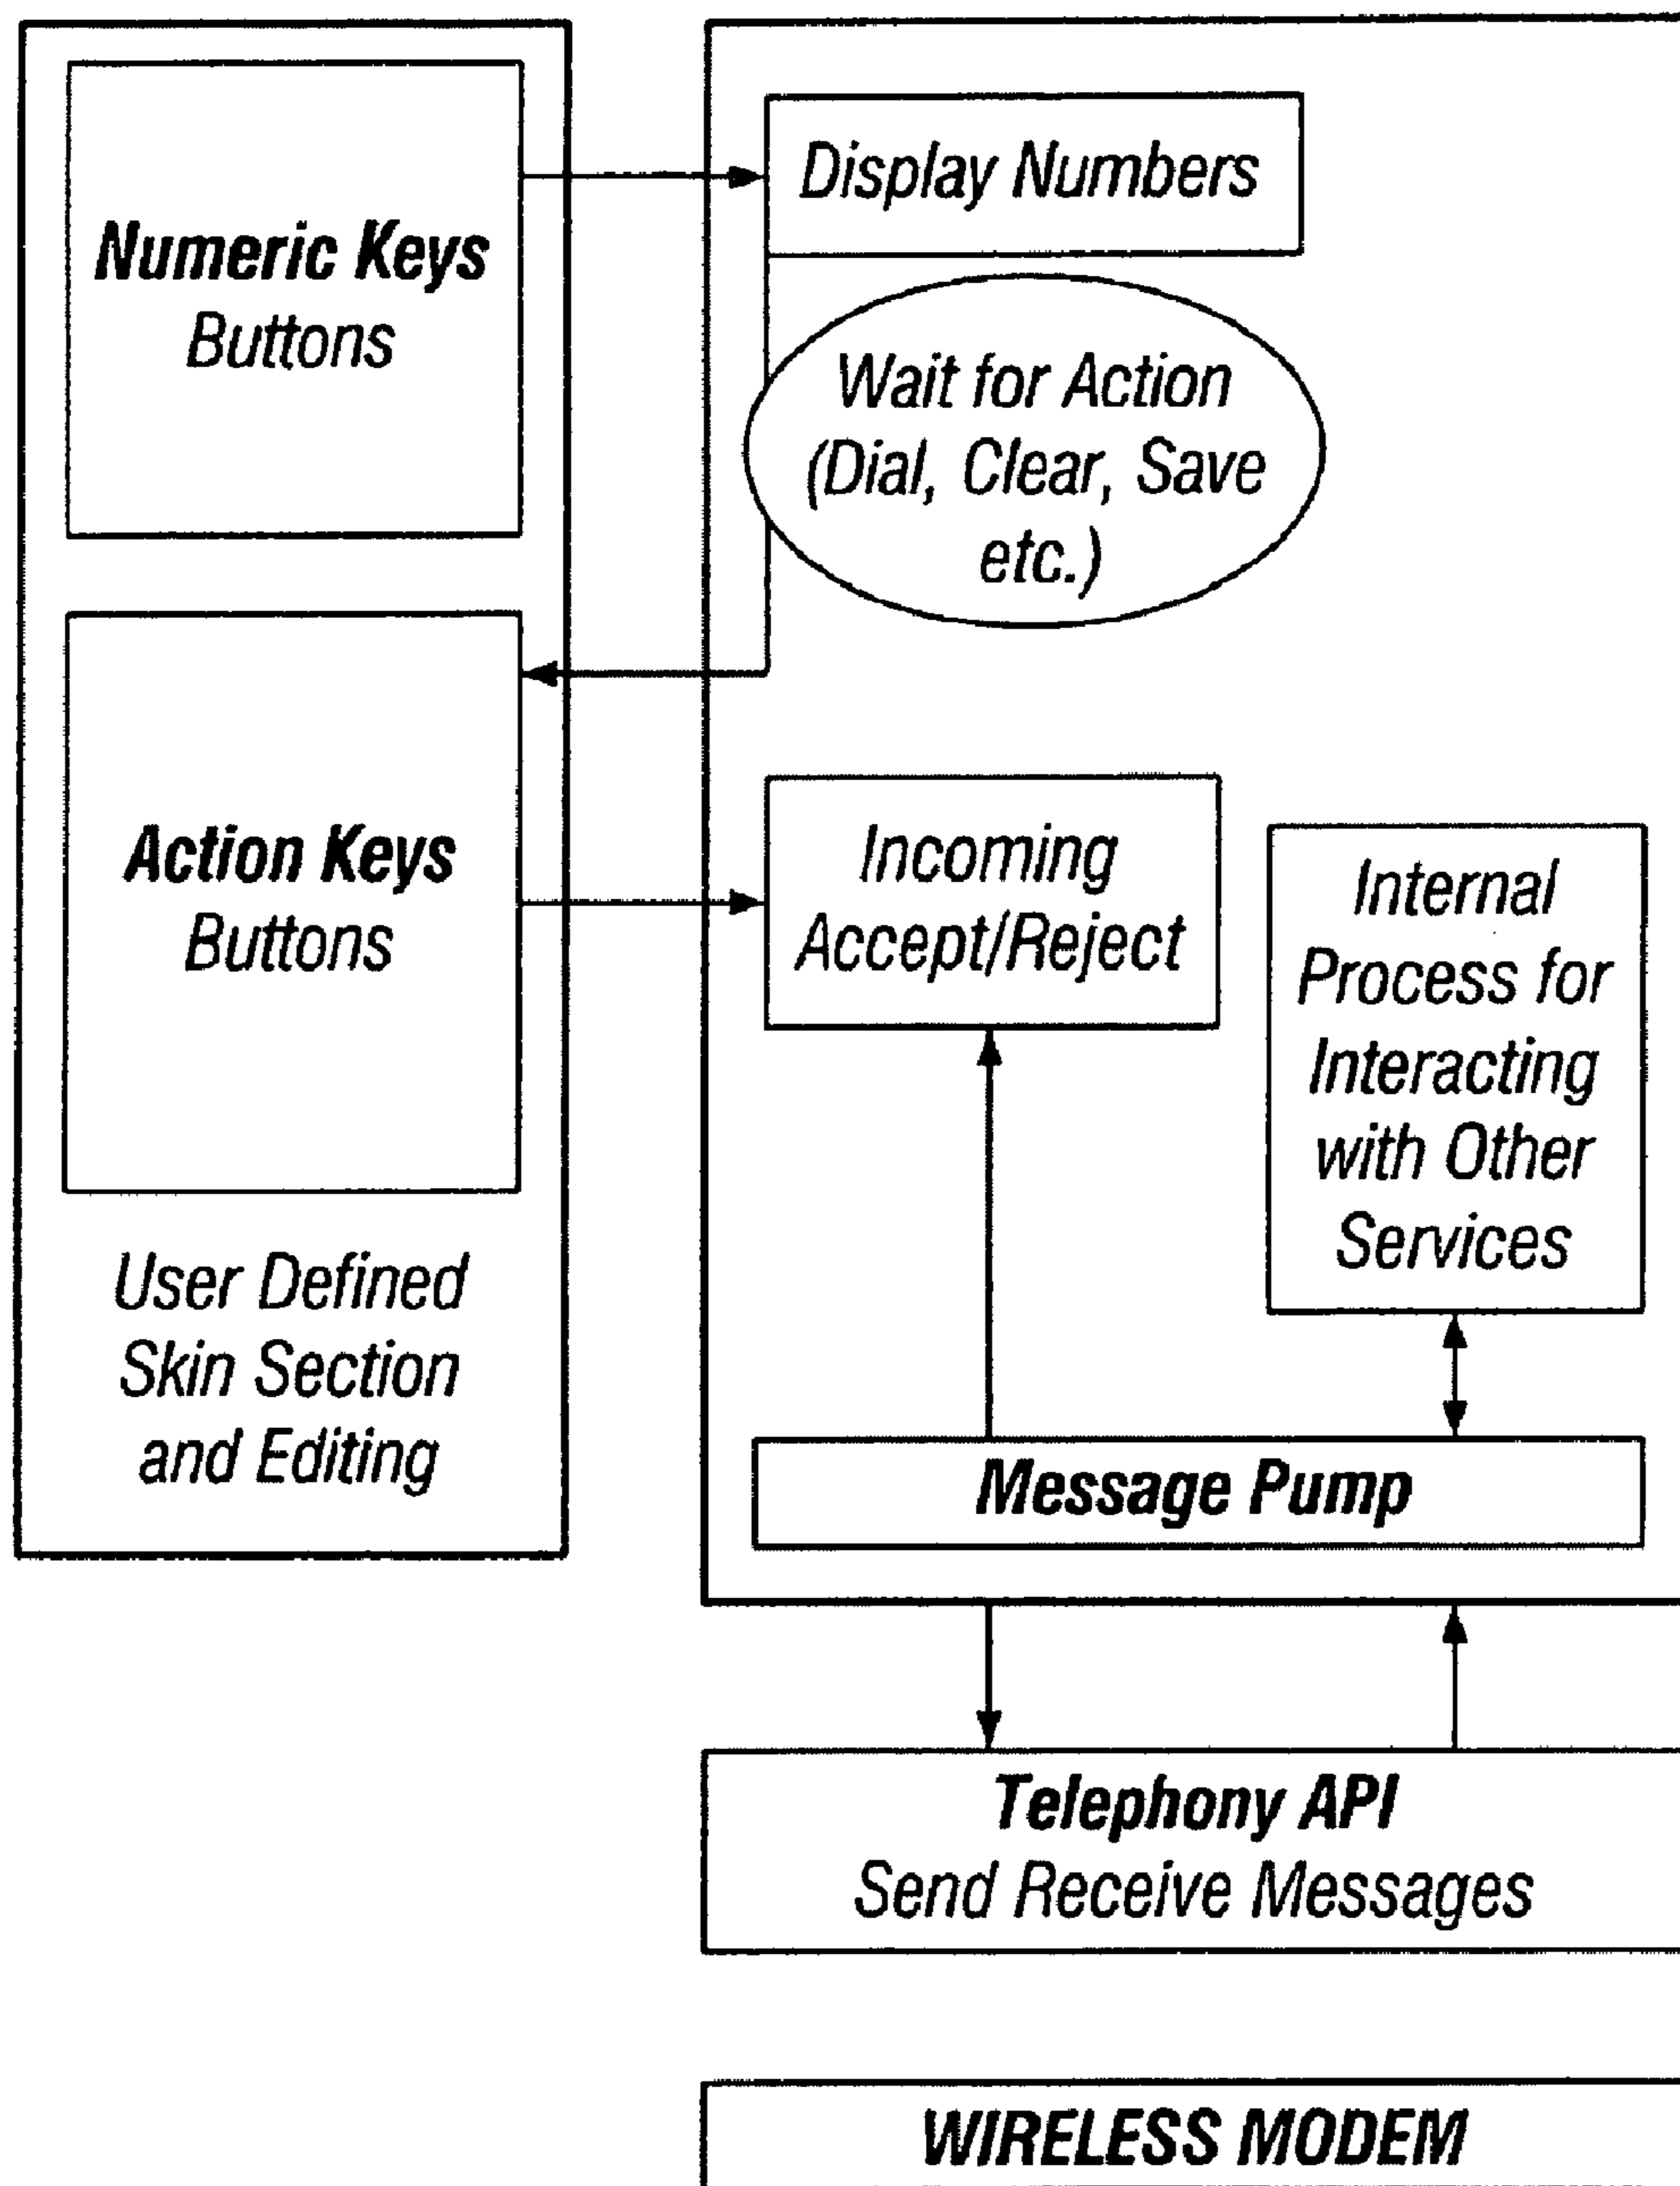 Numeric Keys
Buttons
Display Numbers
Wait for Action
(Dial, Clear, Save
etc.)
Action Keys
Buttons
Incoming
Accept/Reject
Internal
Process for
Interacting
with Other
Services
User Defined
Skin Section
and Editing
Message Pump
Telephony API
Send Receive Messages
WIRELESS MODEM